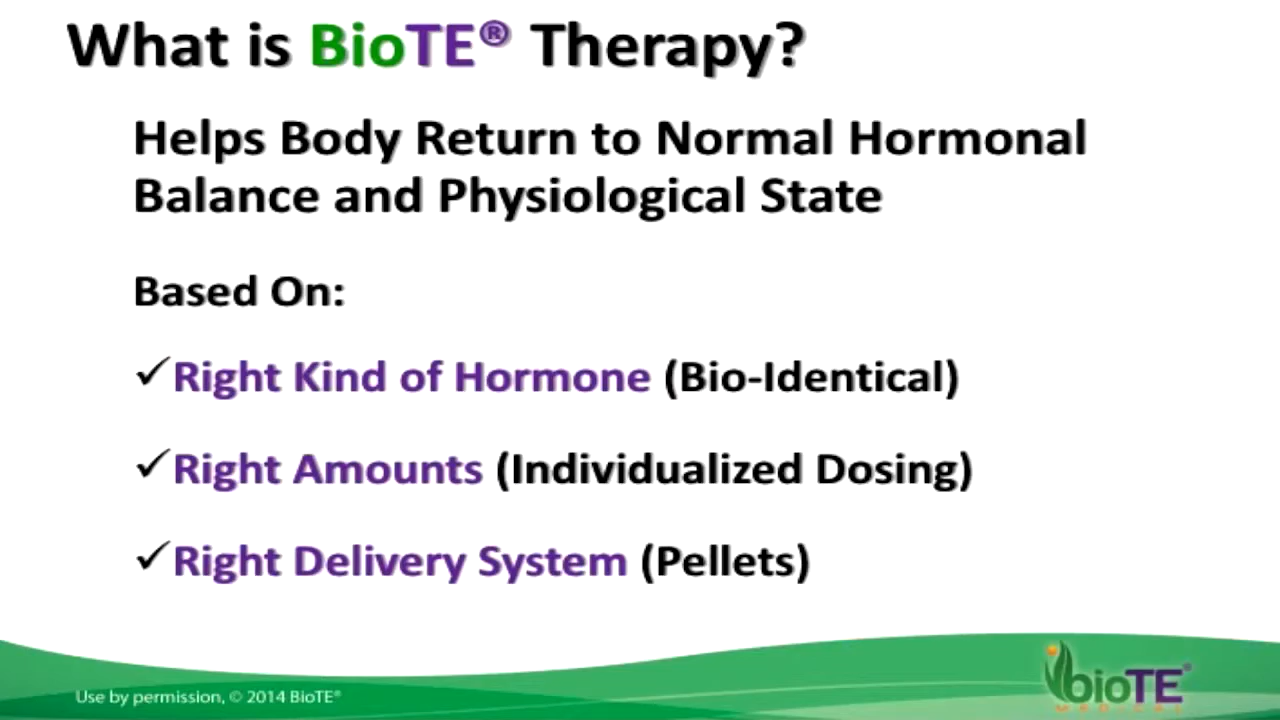 What is BioTE® Therapy?
Helps Body Return to Normal Hormonal
Balance and Physiological State
Based On:
✓Right Kind of Hormone (Bio-Identical)
✓Right Amounts (Individualized Dosing)
✓Right Delivery System (Pellets)
Use by permission, © 2014 BioTE®
bioTE®
MEDICAL